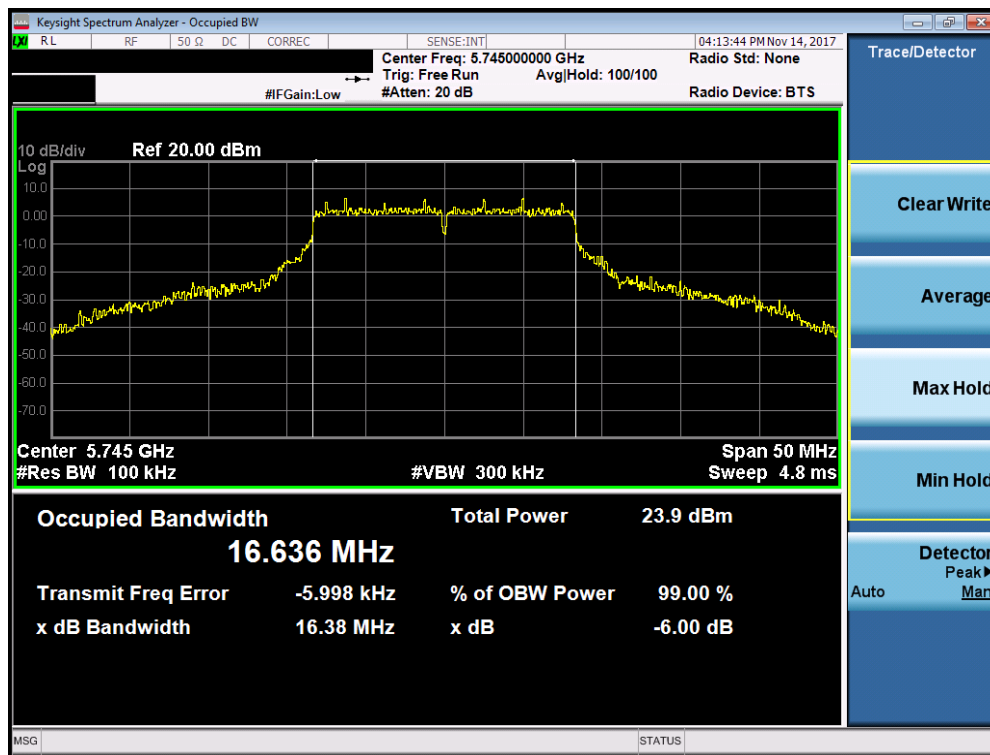 Keysight Spectrum Analyzer - Occupied BW
LXI RL RF 50 Ω DC CORREC SENSE:INT 04:13:44 PM Nov 14, 2017
Center Freq: 5.745000000 GHz Radio Std: None
Trig: Free Run Avg|Hold: 100/100
#IFGain:Low #Atten: 20 dB Radio Device: BTS
10 dB/div Ref 20.00 dBm
Log
10.0
0.00
-10.0
-20.0
-30.0
-40.0
-50.0
-60.0
-70.0
Center 5.745 GHz Span 50 MHz
#Res BW 100 kHz #VBW 300 kHz Sweep 4.8 ms
Occupied Bandwidth Total Power 23.9 dBm
16.636 MHz
Transmit Freq Error -5.998 kHz % of OBW Power 99.00 %
x dB Bandwidth 16.38 MHz x dB -6.00 dB
MSG STATUS
Trace/Detector
Clear Write
Average
Max Hold
Min Hold
Detector
Peak▶
Auto Man